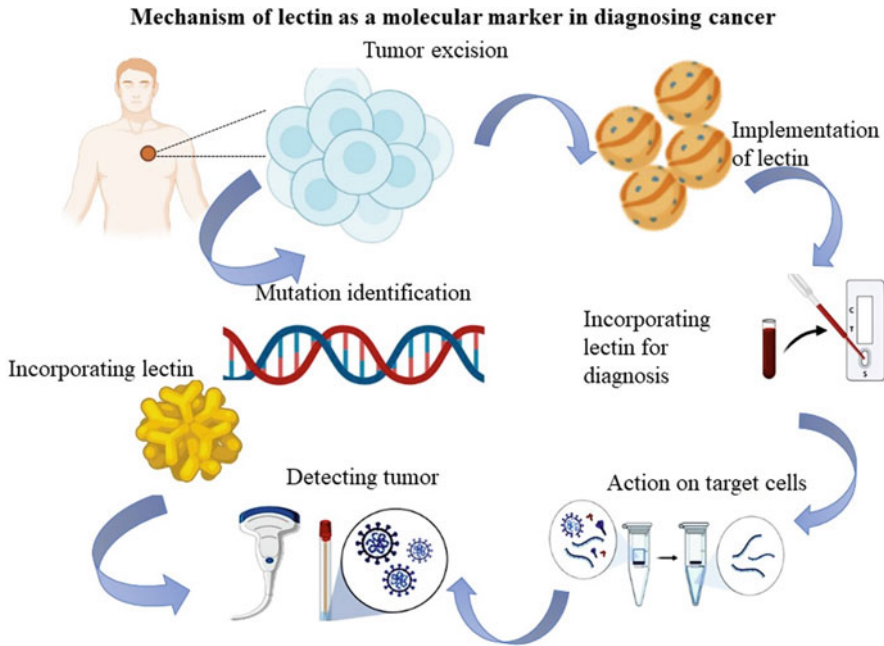 Mechanism of lectin as a molecular marker in diagnosing cancer
Tumor excision
Implementation
of lectin
Mutation identification
Incorporating
lectin for
diagnosis
C
T
S
Incorporating lectin
Detecting tumor
Action on target cells